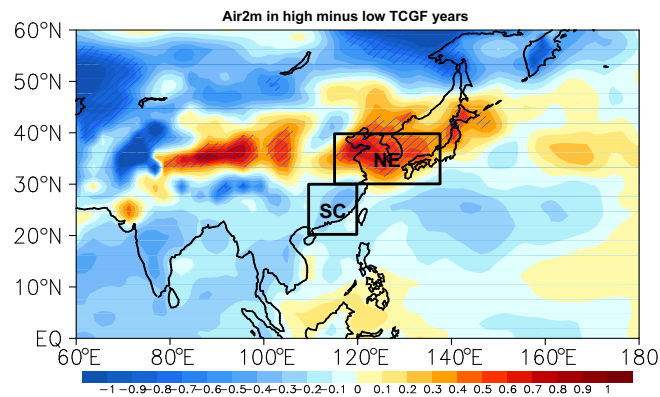 Air2m in high minus low TCGF years
60°N
50°N
40°N
NE
30°N
SC
20°N
10°N
EQ
60°E 80°E 100°E 120°E 140°E 160°E 180
−1 −0.9 −0.8 −0.7 −0.6 −0.5 −0.4 −0.3 −0.2 −0.1 0 0.1 0.2 0.3 0.4 0.5 0.6 0.7 0.8 0.9 1